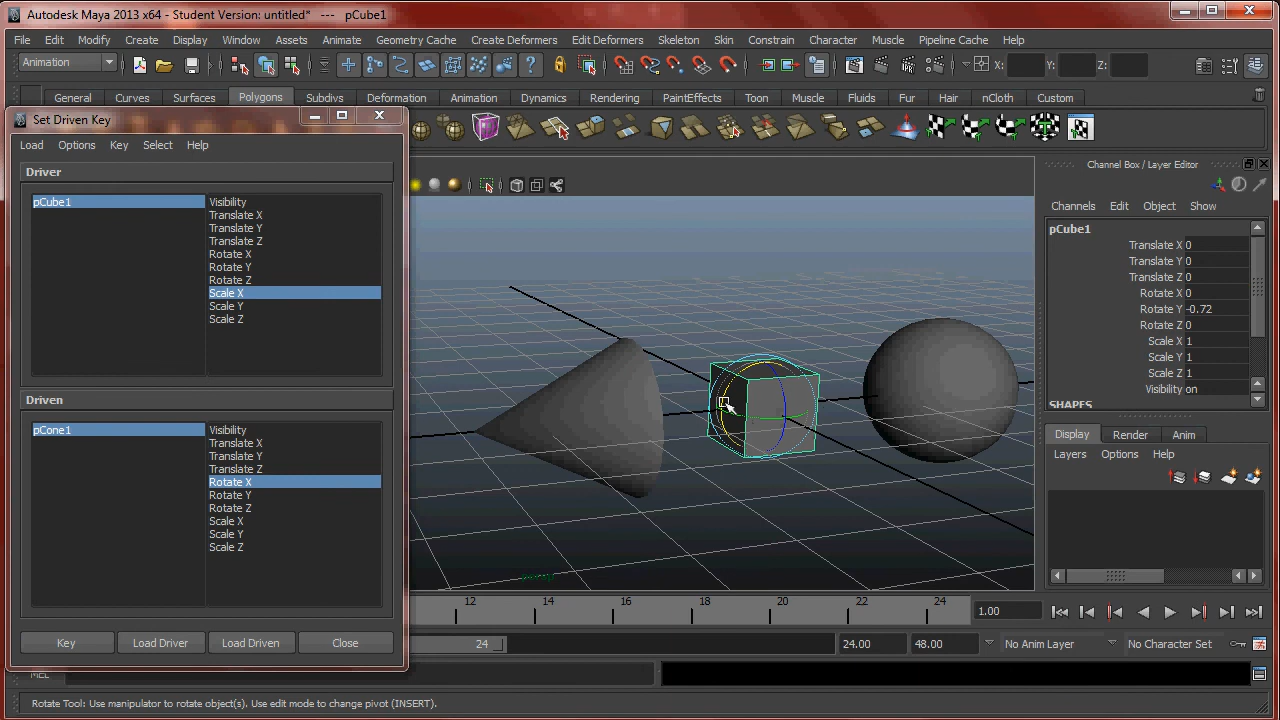 Autodesk Maya 2013 x64 - Student Version: untitled*   ---   pCube1
File Edit Modify Create Display Window Assets Animate Geometry Cache Create Deformers Edit Deformers Skeleton Skin Constrain Character Muscle Pipeline Cache Help
Animation X: Y: Z:
General Curves Surfaces Polygons Subdivs Deformation Animation Dynamics Rendering PaintEffects Toon Muscle Fluids Fur Hair nCloth Custom
Set Driven Key
Load Options Key Select Help
Driver
pCube1
Visibility
Translate X
Translate Y
Translate Z
Rotate X
Rotate Y
Rotate Z
Scale X
Scale Y
Scale Z
Driven
pCone1
Visibility
Translate X
Translate Y
Translate Z
Rotate X
Rotate Y
Rotate Z
Scale X
Scale Y
Scale Z
Key Load Driver Load Driven Close
persp
Channel Box / Layer Editor
Channels Edit Object Show
pCube1
Translate X 0
Translate Y 0
Translate Z 0
Rotate X 0
Rotate Y -0.72
Rotate Z 0
Scale X 1
Scale Y 1
Scale Z 1
Visibility on
SHAPES
Display Render Anim
Layers Options Help
12 14 16 18 20 22 24 1.00
24 24.00 48.00 No Anim Layer No Character Set
MEL
Rotate Tool: Use manipulator to rotate object(s). Use edit mode to change pivot (INSERT).